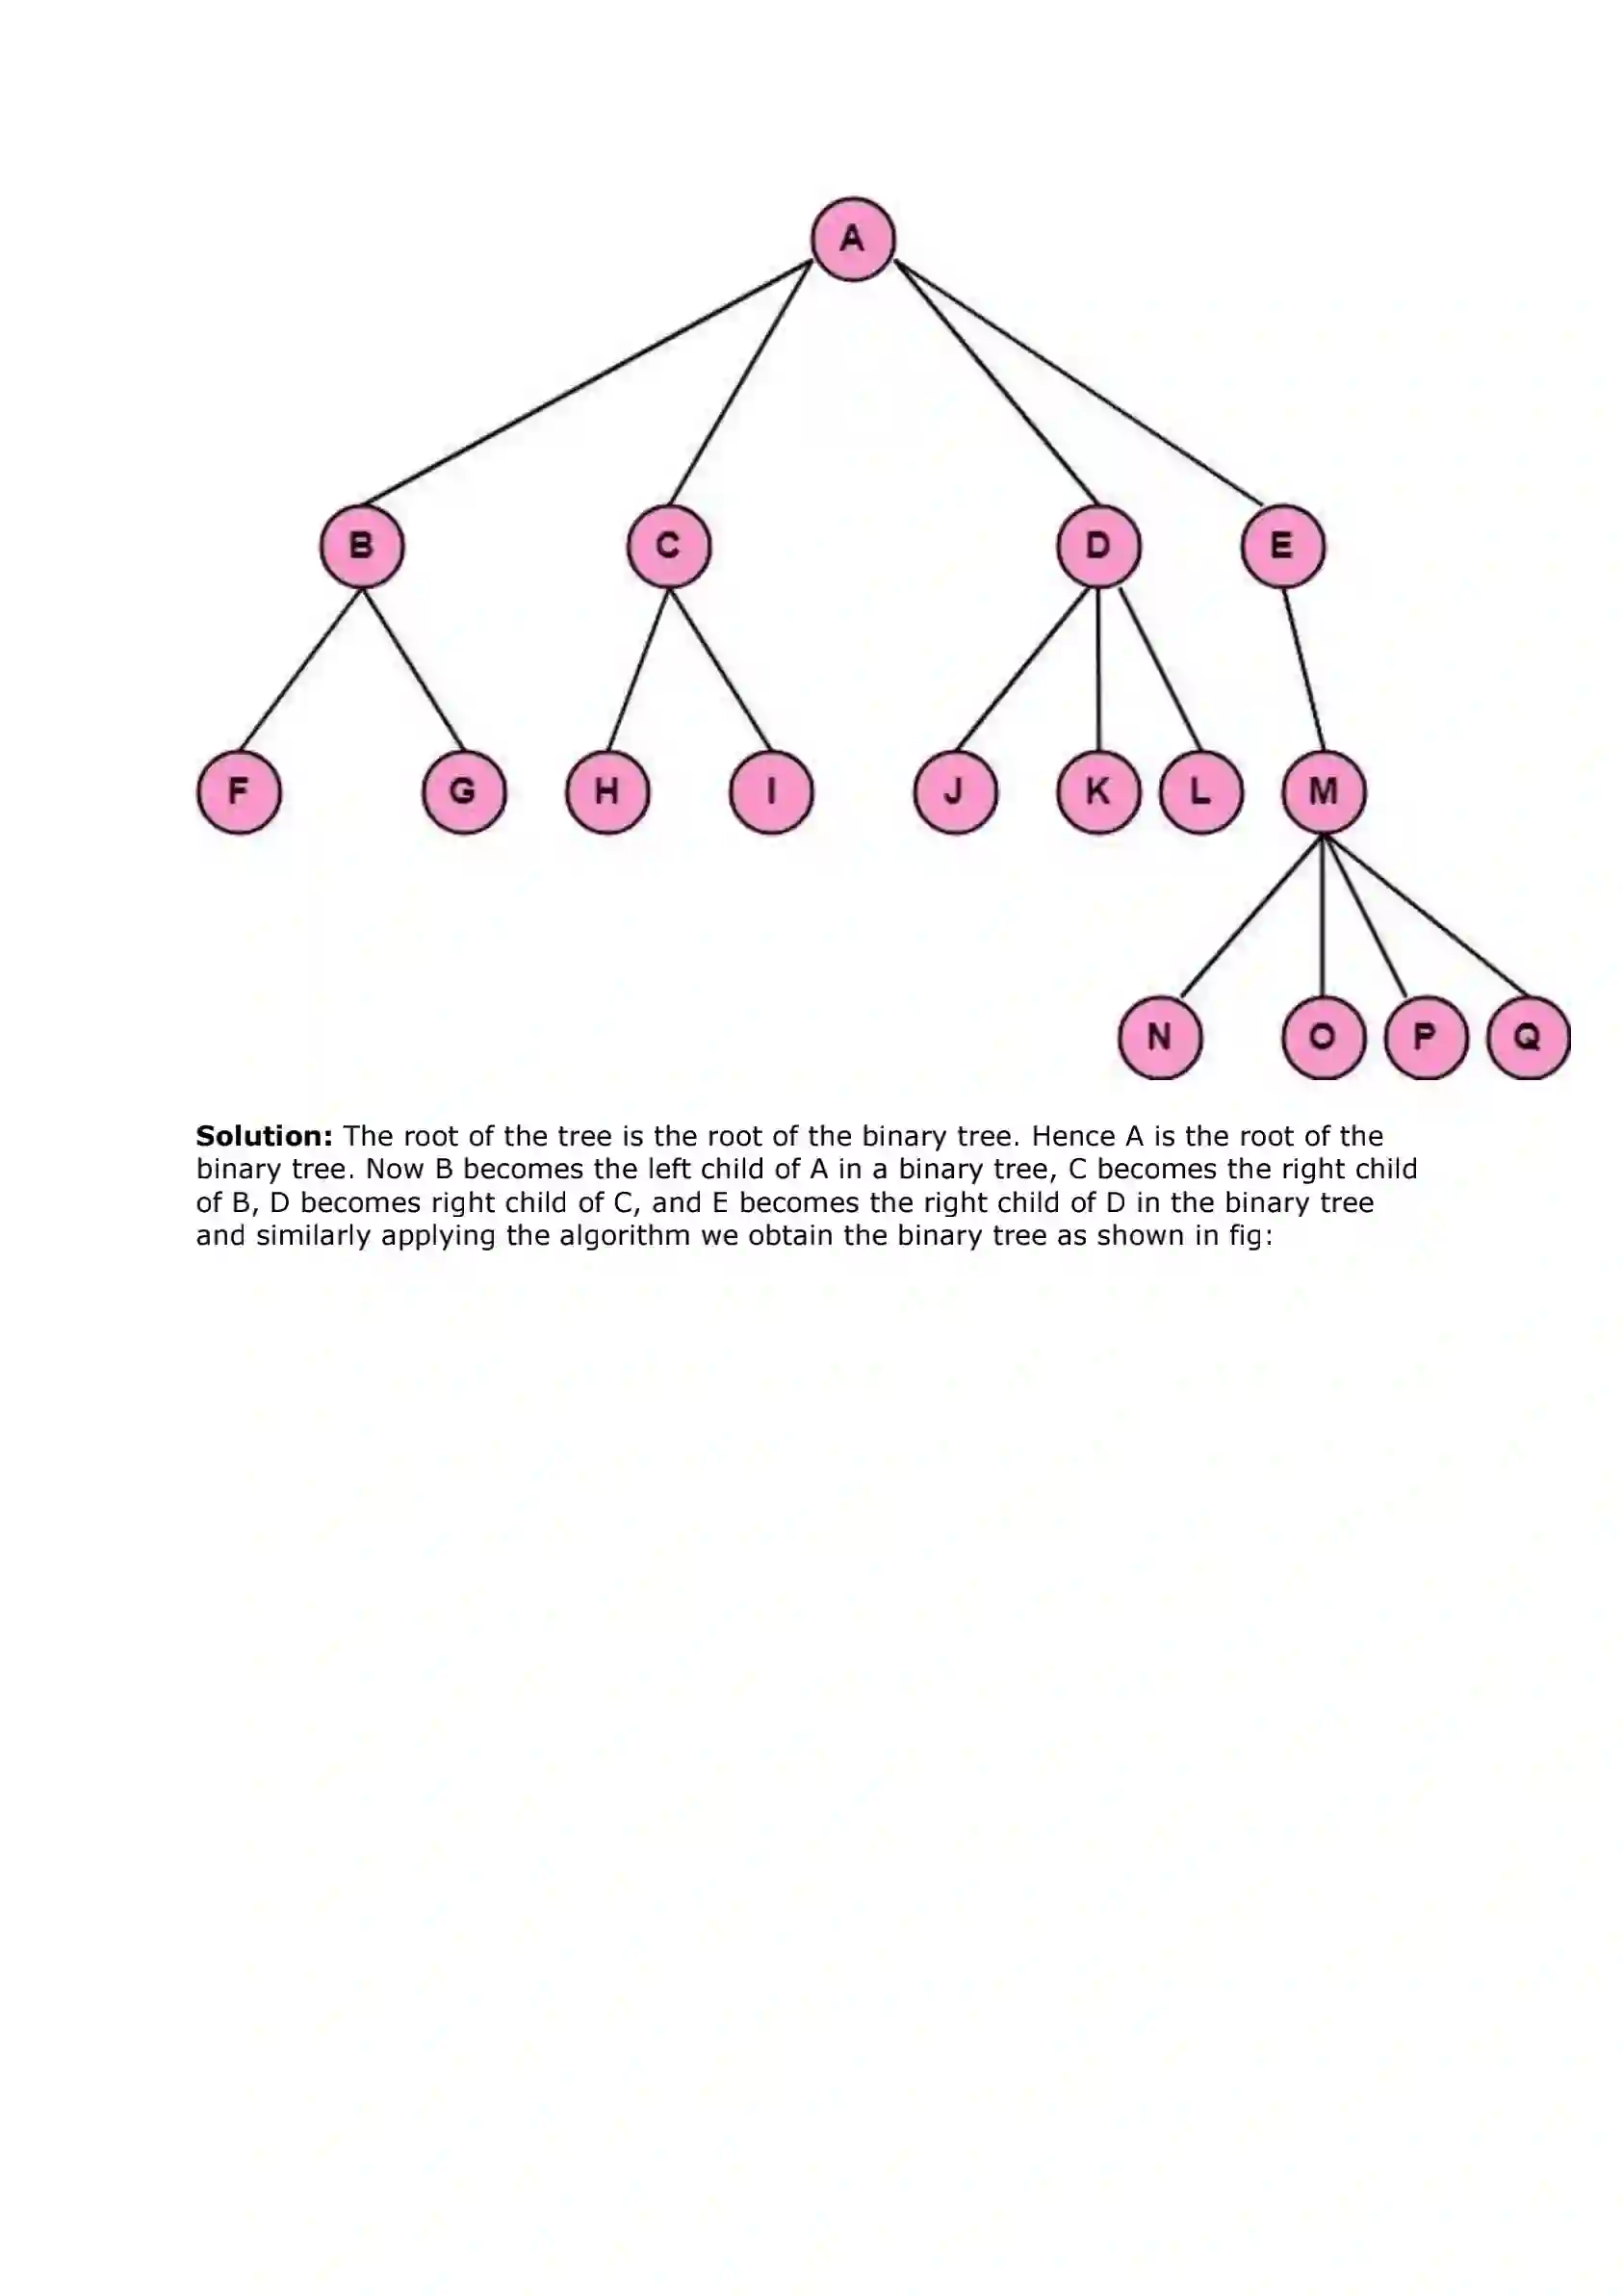 A
B C D E
F G H I J K L M
N O P Q
Solution: The root of the tree is the root of the binary tree. Hence A is the root of the
binary tree. Now B becomes the left child of A in a binary tree, C becomes the right child
of B, D becomes right child of C, and E becomes the right child of D in the binary tree
and similarly applying the algorithm we obtain the binary tree as shown in fig: